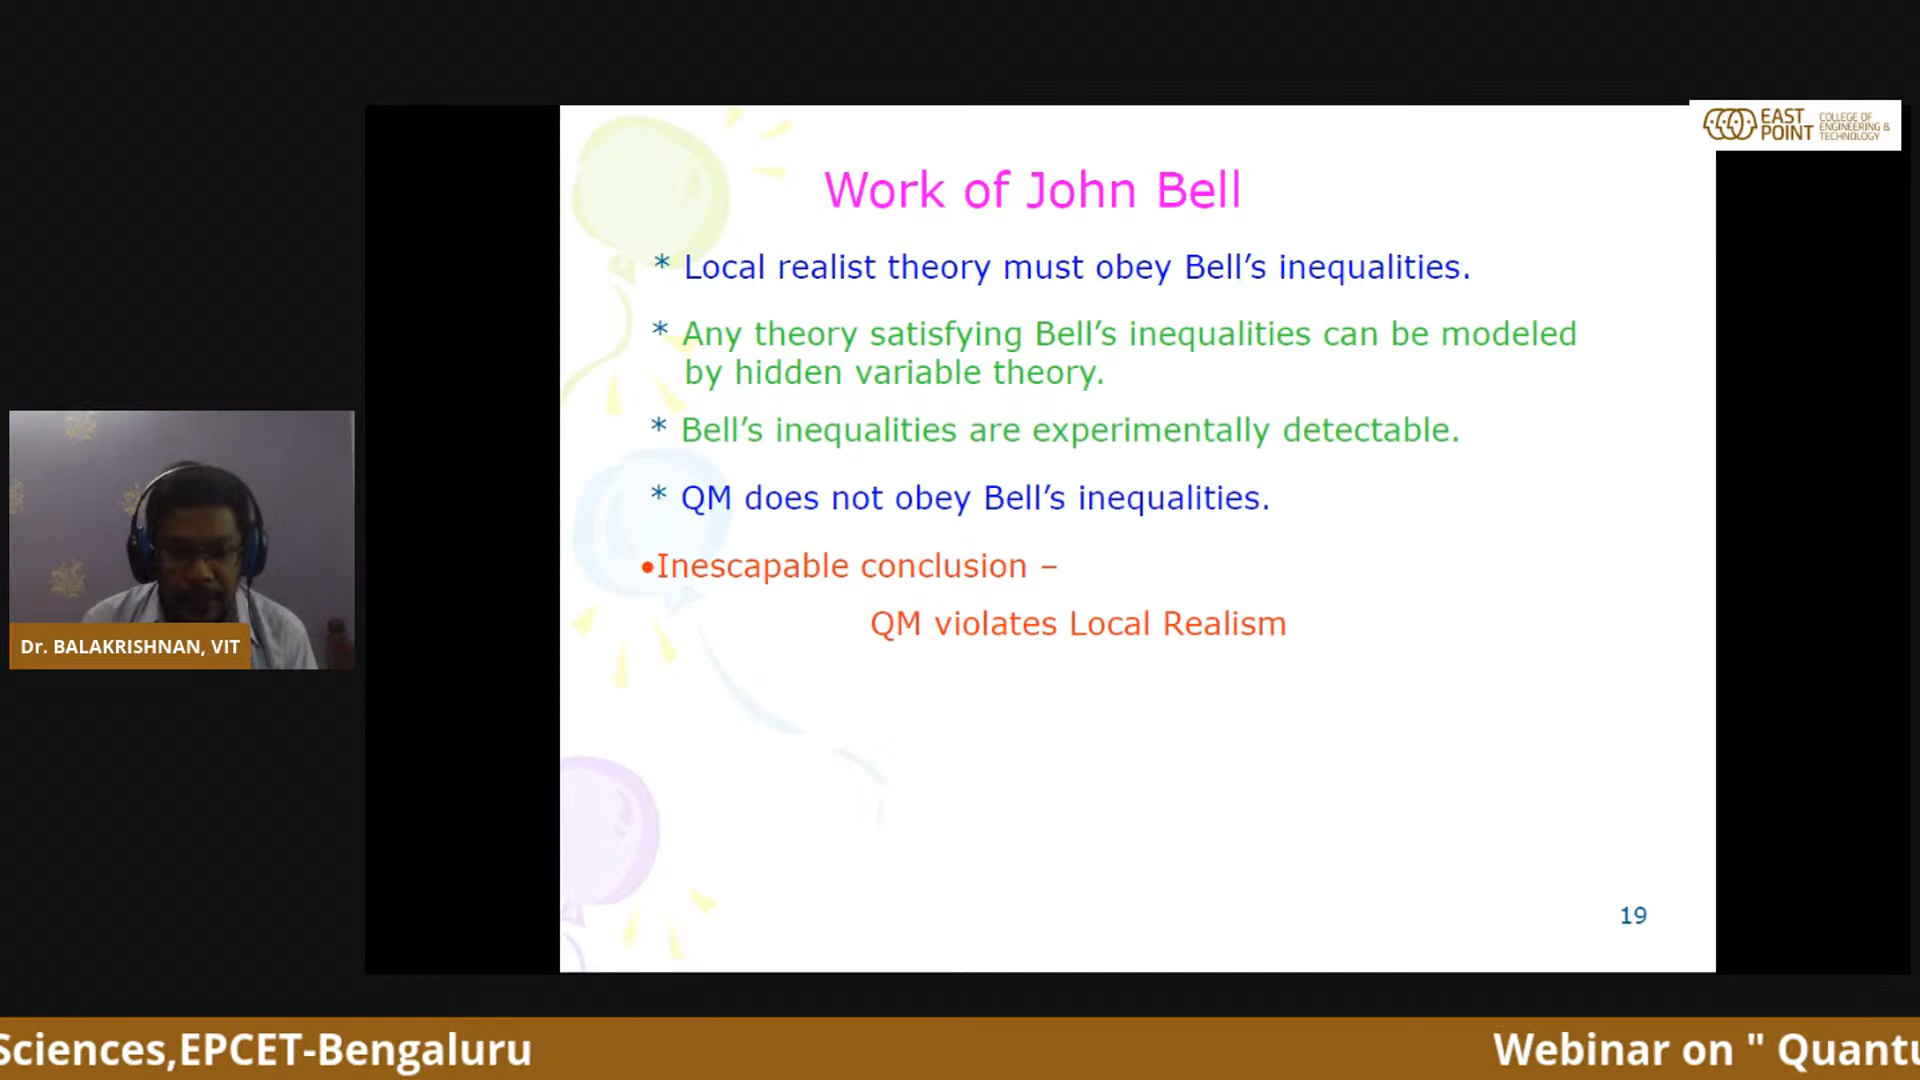 EAST
POINT
COLLEGE OF
ENGINEERING &
TECHNOLOGY
Work of John Bell
* Local realist theory must obey Bell’s inequalities.
* Any theory satisfying Bell’s inequalities can be modeled
by hidden variable theory.
* Bell’s inequalities are experimentally detectable.
* QM does not obey Bell’s inequalities.
•Inescapable conclusion –
QM violates Local Realism
Dr. BALAKRISHNAN, VIT
19
Sciences,EPCET-Bengaluru
Webinar on " Quantu